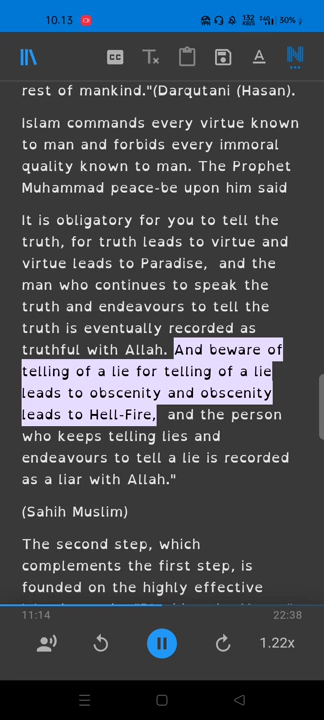 10.13
132
KB/S
30%
CC
rest of mankind."(Darqutani (Hasan).
Islam commands every virtue known
to man and forbids every immoral
quality known to man. The Prophet
Muhammad peace-be upon him said
It is obligatory for you to tell the
truth, for truth leads to virtue and
virtue leads to Paradise,  and the
man who continues to speak the
truth and endeavours to tell the
truth is eventually recorded as
truthful with Allah. And beware of
telling of a lie for telling of a lie
leads to obscenity and obscenity
leads to Hell-Fire,  and the person
who keeps telling lies and
endeavours to tell a lie is recorded
as a liar with Allah."
(Sahih Muslim)
The second step, which
complements the first step, is
founded on the highly effective
11:14
22:38
1.22x